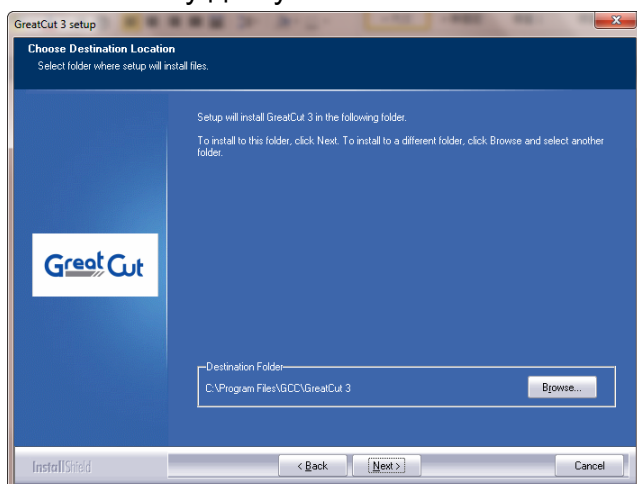 GreatCut 3 setup
Choose Destination Location
Select folder where setup will install files.
Setup will install GreatCut 3 in the following folder.
To install to this folder, click Next. To install to a different folder, click Browse and select another
folder.
Great Cut
Destination Folder
C:\Program Files\GCC\GreatCut 3
Browse...
InstallShield
< Back
Next >
Cancel